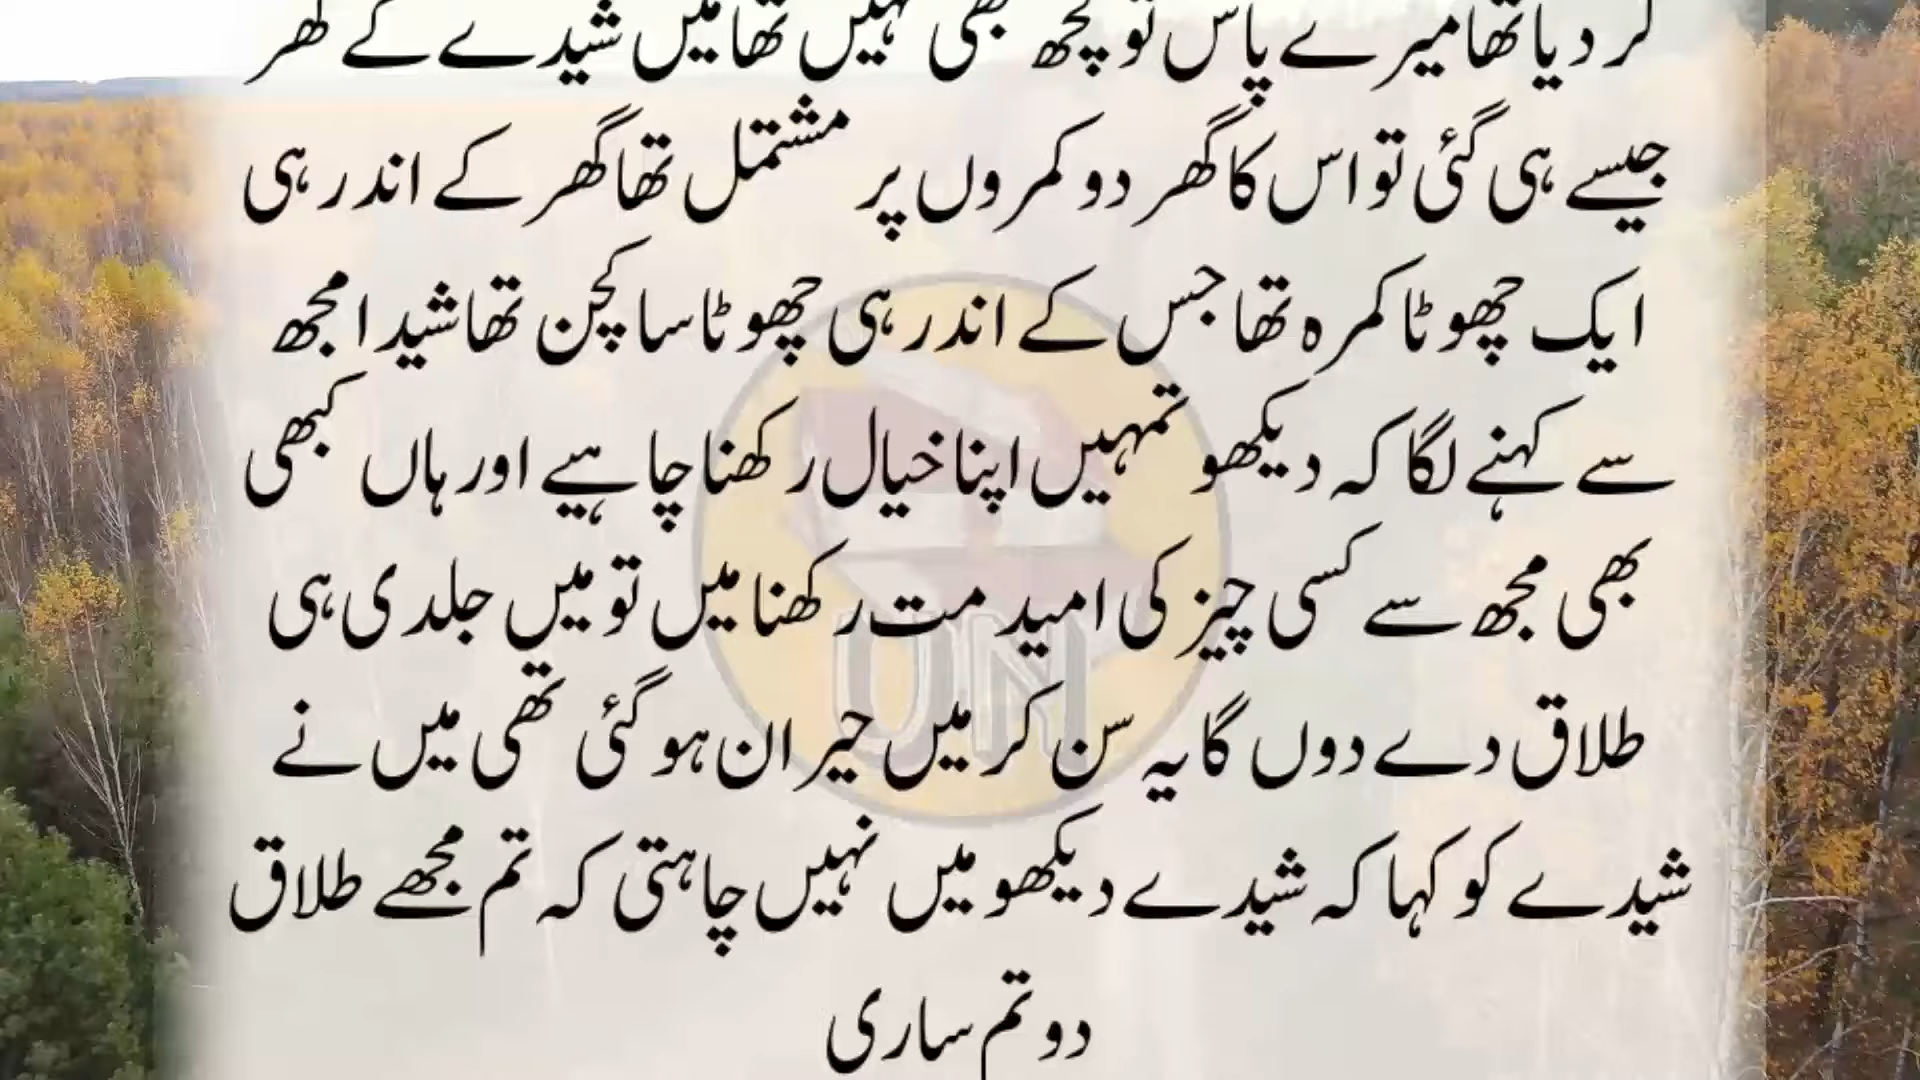 کر دیا تھا میرے پاس تو کچھ بھی نہیں تھا میں شیدے کے گھر
جیسے ہی گئی تو اس کا گھر دو کمروں پر مشتمل تھا گھر کے اندر ہی
ایک چھوٹا کمرہ تھا جس کے اندر ہی چھوٹا سا کچن تھا شیدا مجھ
سے کہنے لگا کہ دیکھو تمہیں اپنا خیال رکھنا چاہیے اور ہاں کبھی
بھی مجھ سے کسی چیز کی امید مت رکھنا میں تو میں جلدی ہی
طلاق دے دوں گا یہ سن کر میں حیران ہو گئی تھی میں نے
شیدے کو کہا کہ شیدے دیکھو میں نہیں چاہتی کہ تم مجھے طلاق
دو تم ساری
UN